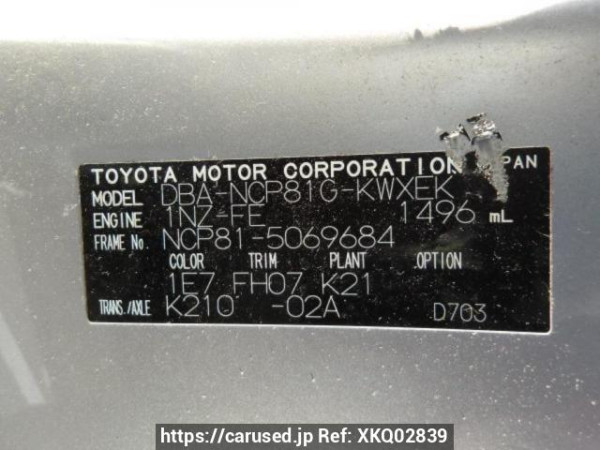 TOYOTA MOTOR CORPORATION JAPAN
MODEL DBA-NCP81G-KWXEK
ENGINE 1NZ-FE 1496 mL
FRAME No. NCP81-5069684
COLOR TRIM PLANT OPTION
1E7 FH07 K21
TRANS./AXLE K210 -02A D703
https://carused.jp Ref: XKQ02839